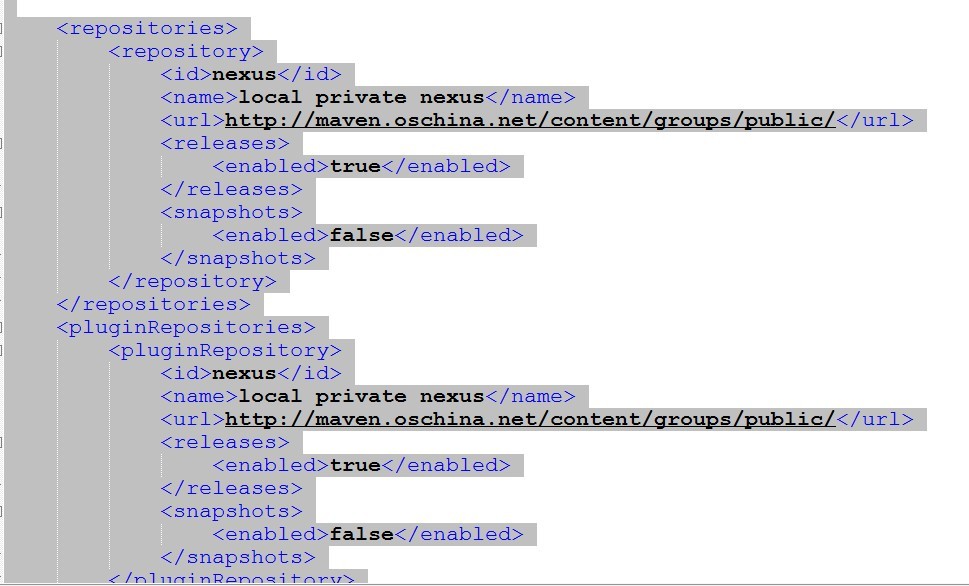 <repositories>
<repository>
<id>nexus</id>
<name>local private nexus</name>
<url>http://maven.oschina.net/content/groups/public/</url>
<releases>
<enabled>true</enabled>
</releases>
<snapshots>
<enabled>false</enabled>
</snapshots>
</repository>
</repositories>
<pluginRepositories>
<pluginRepository>
<id>nexus</id>
<name>local private nexus</name>
<url>http://maven.oschina.net/content/groups/public/</url>
<releases>
<enabled>true</enabled>
</releases>
<snapshots>
<enabled>false</enabled>
</snapshots>
</pluginRepository>